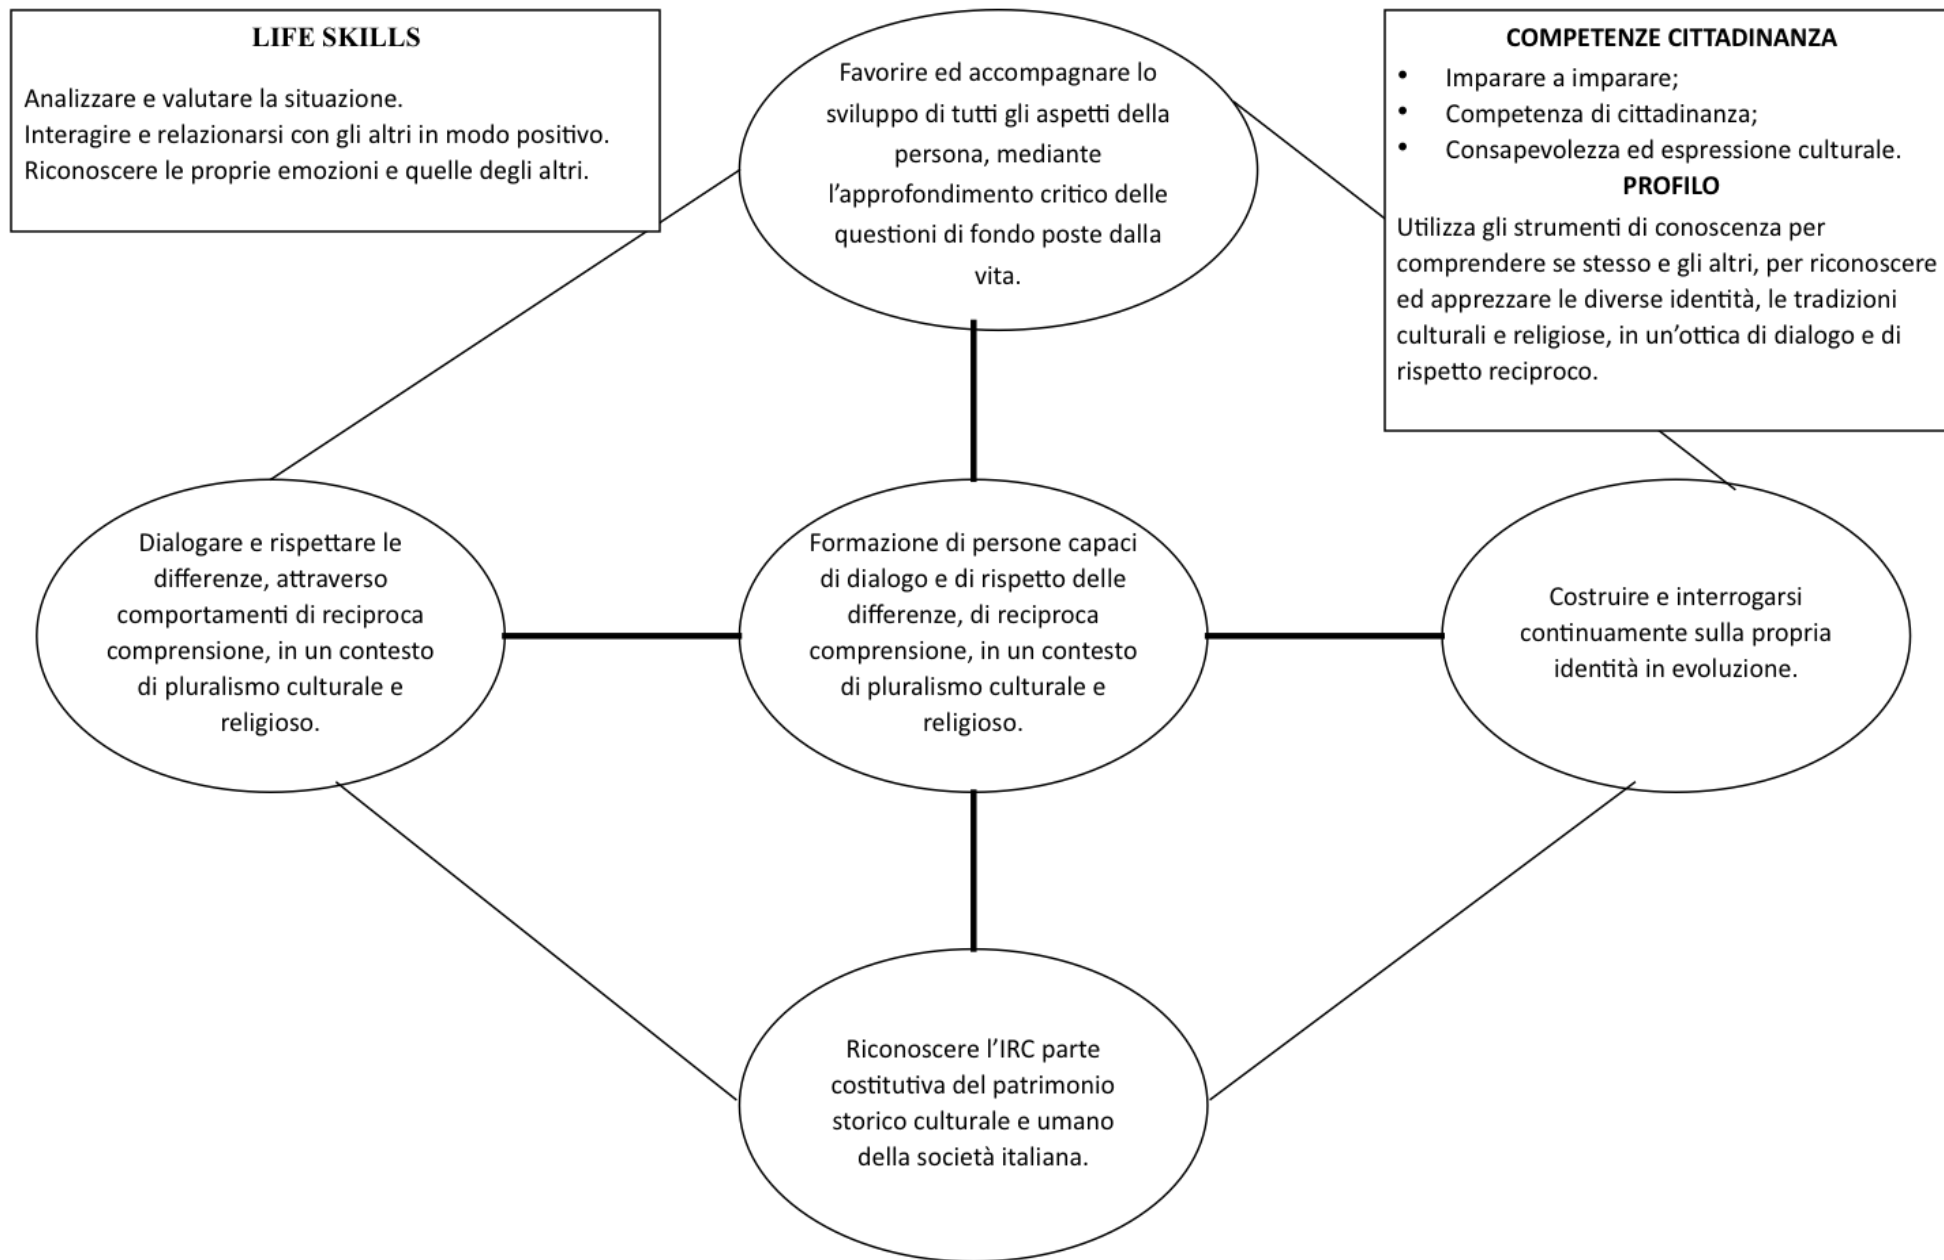 LIFE SKILLS
Analizzare e valutare la situazione.
Interagire e relazionarsi con gli altri in modo positivo.
Riconoscere le proprie emozioni e quelle degli altri.
Favorire ed accompagnare lo
sviluppo di tutti gli aspetti della
persona, mediante
l’approfondimento critico delle
questioni di fondo poste dalla
vita.
COMPETENZE CITTADINANZA
• Imparare a imparare;
• Competenza di cittadinanza;
• Consapevolezza ed espressione culturale.
PROFILO
Utilizza gli strumenti di conoscenza per
comprendere se stesso e gli altri, per riconoscere
ed apprezzare le diverse identità, le tradizioni
culturali e religiose, in un’ottica di dialogo e di
rispetto reciproco.
Dialogare e rispettare le
differenze, attraverso
comportamenti di reciproca
comprensione, in un contesto
di pluralismo culturale e
religioso.
Formazione di persone capaci
di dialogo e di rispetto delle
differenze, di reciproca
comprensione, in un contesto
di pluralismo culturale e
religioso.
Costruire e interrogarsi
continuamente sulla propria
identità in evoluzione.
Riconoscere l’IRC parte
costitutiva del patrimonio
storico culturale e umano
della società italiana.